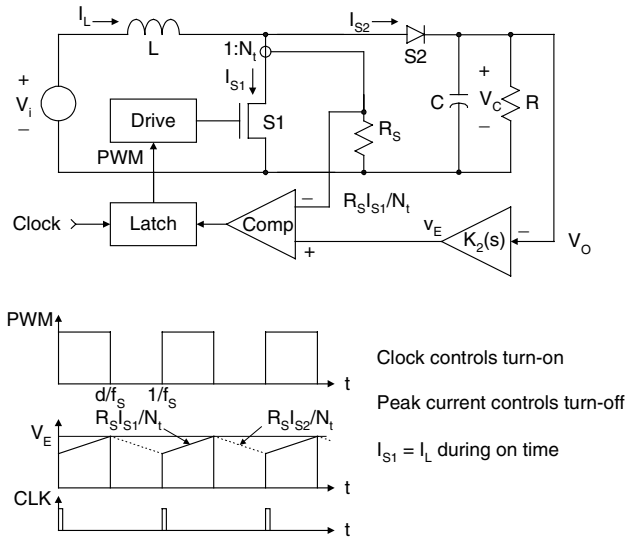 I_L
I_S2
L
1:N_t
S2
+
V_i
–
I_S1
Drive
S1
R_S
C
+
V_C
–
R
PWM
Clock
Latch
Comp
–
+
R_SI_S1/N_t
v_E
K_2(s)
–
V_O
PWM
t
d/f_S
1/f_S
Clock controls turn-on
Peak current controls turn-off
I_S1 = I_L during on time
V_E
R_SI_S1/N_t
R_SI_S2/N_t
t
CLK
t